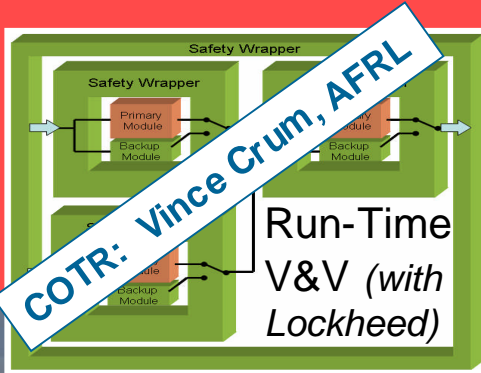 Safety Wrapper
Safety Wrapper
Primary
Module
Backup
Module
Backup
Module
Backup
Module
COTR: Vince Crum, AFRL
Run-Time
V&V (with
Lockheed)